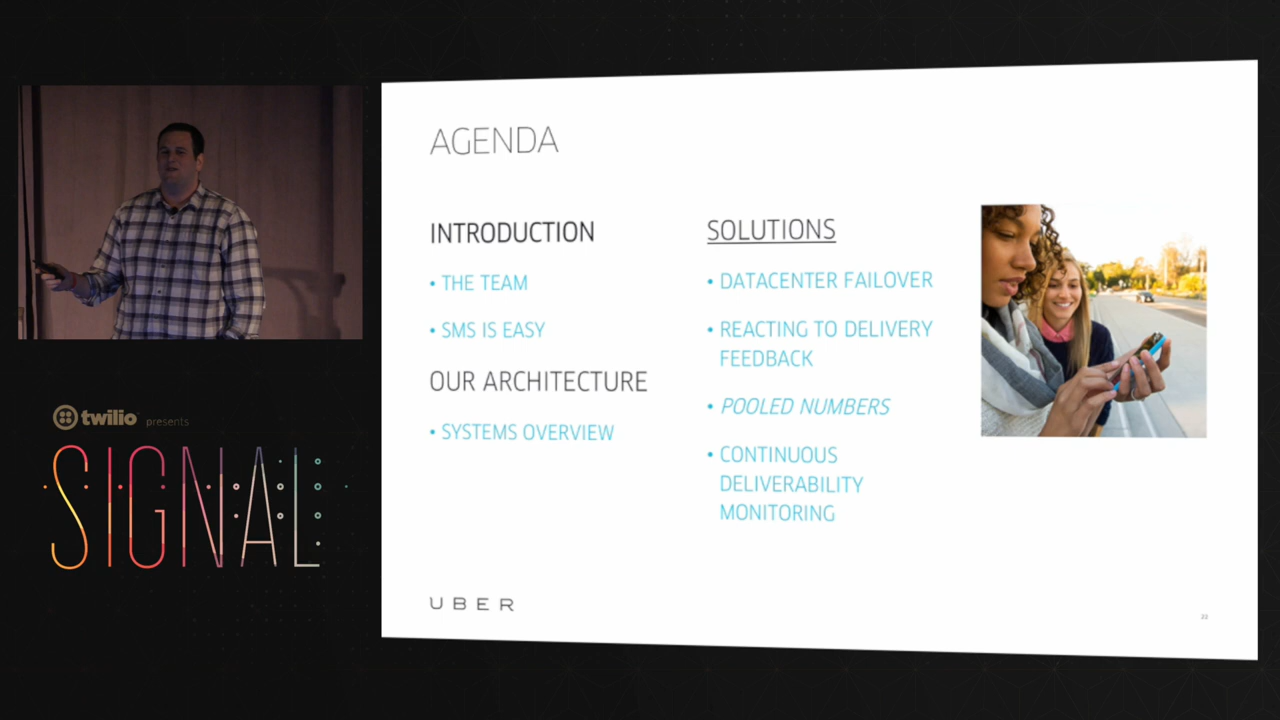 AGENDA
INTRODUCTION
• THE TEAM
• SMS IS EASY
OUR ARCHITECTURE
• SYSTEMS OVERVIEW
SOLUTIONS
• DATACENTER FAILOVER
• REACTING TO DELIVERY
FEEDBACK
• POOLED NUMBERS
• CONTINUOUS
DELIVERABILITY
MONITORING
UBER
22
twilio presents
SIGNAL